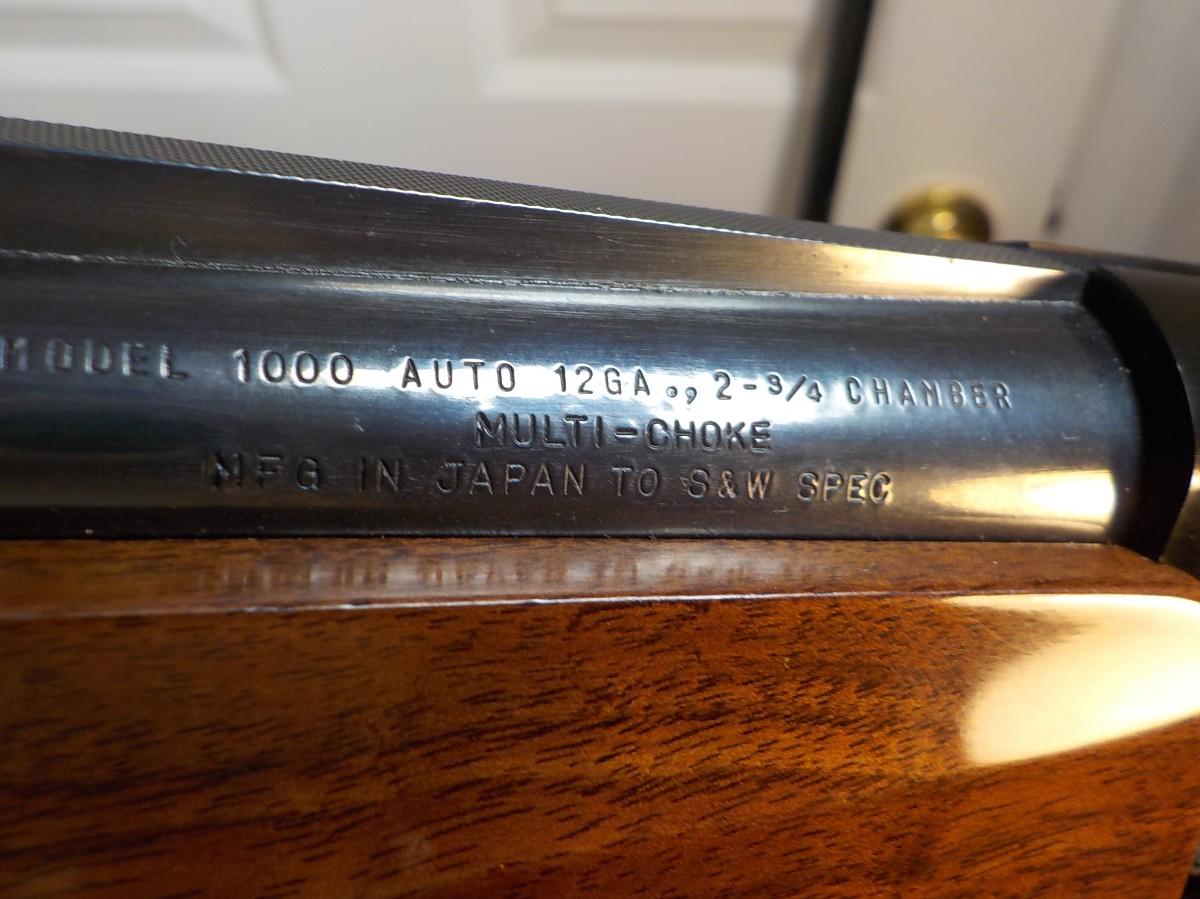 MODEL 1000 AUTO 12GA., 2-3/4 CHAMBER
MULTI-CHOKE
MFG IN JAPAN TO S&W SPEC